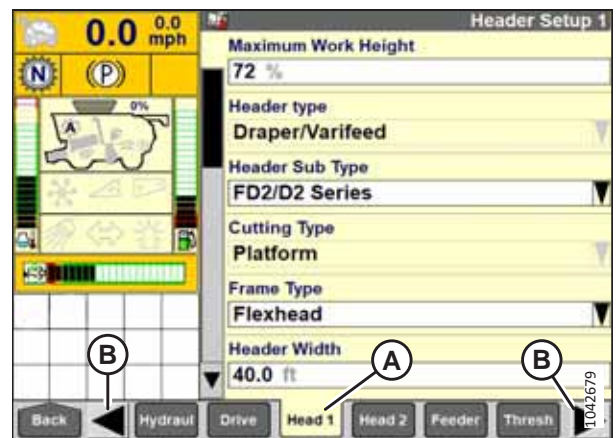 0.0 0.0 mph
Header Setup 1
N (P)
0%
A
Maximum Work Height
72 %
Header type
Draper/Varifeed
Header Sub Type
FD2/D2 Series
Cutting Type
Platform
Frame Type
Flexhead
Header Width
40.0 ft
B
A
B
Back
Hydraul
Drive
Head 1
Head 2
Feeder
Thresh
1042679